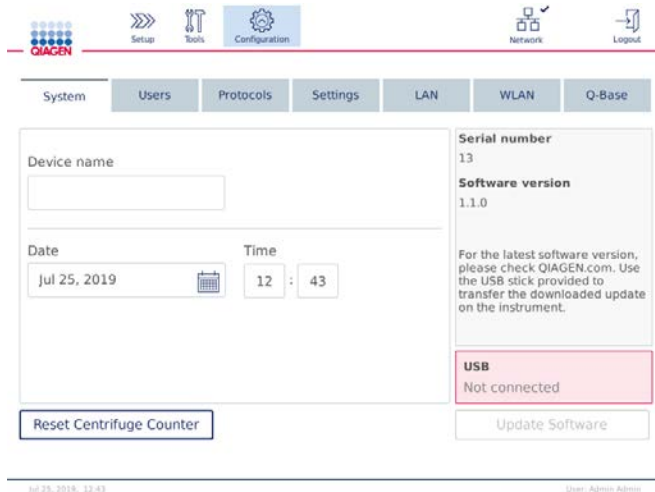 QIAGEN
Setup
Tools
Configuration
Network
Logout
System
Users
Protocols
Settings
LAN
WLAN
Q-Base
Device name
Date
Time
Jul 25, 2019
12 : 43
Serial number
13
Software version
1.1.0
For the latest software version,
please check QIAGEN.com. Use
the USB stick provided to
transfer the downloaded update
on the instrument.
USB
Not connected
Reset Centrifuge Counter
Update Software
Jul 25, 2019, 12:43
User: Admin Admin